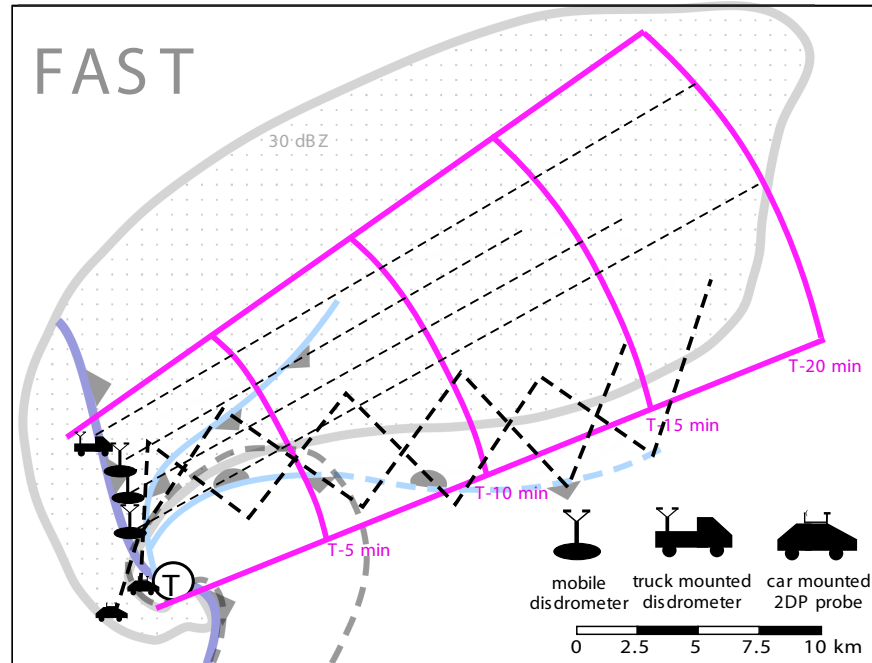 FAST
30 dBZ
T-20 min
T-15 min
T-10 min
T-5 min
T
mobile
disdrometer
truck mounted
disdrometer
car mounted
2DP probe
0 2.5 5 7.5 10 km